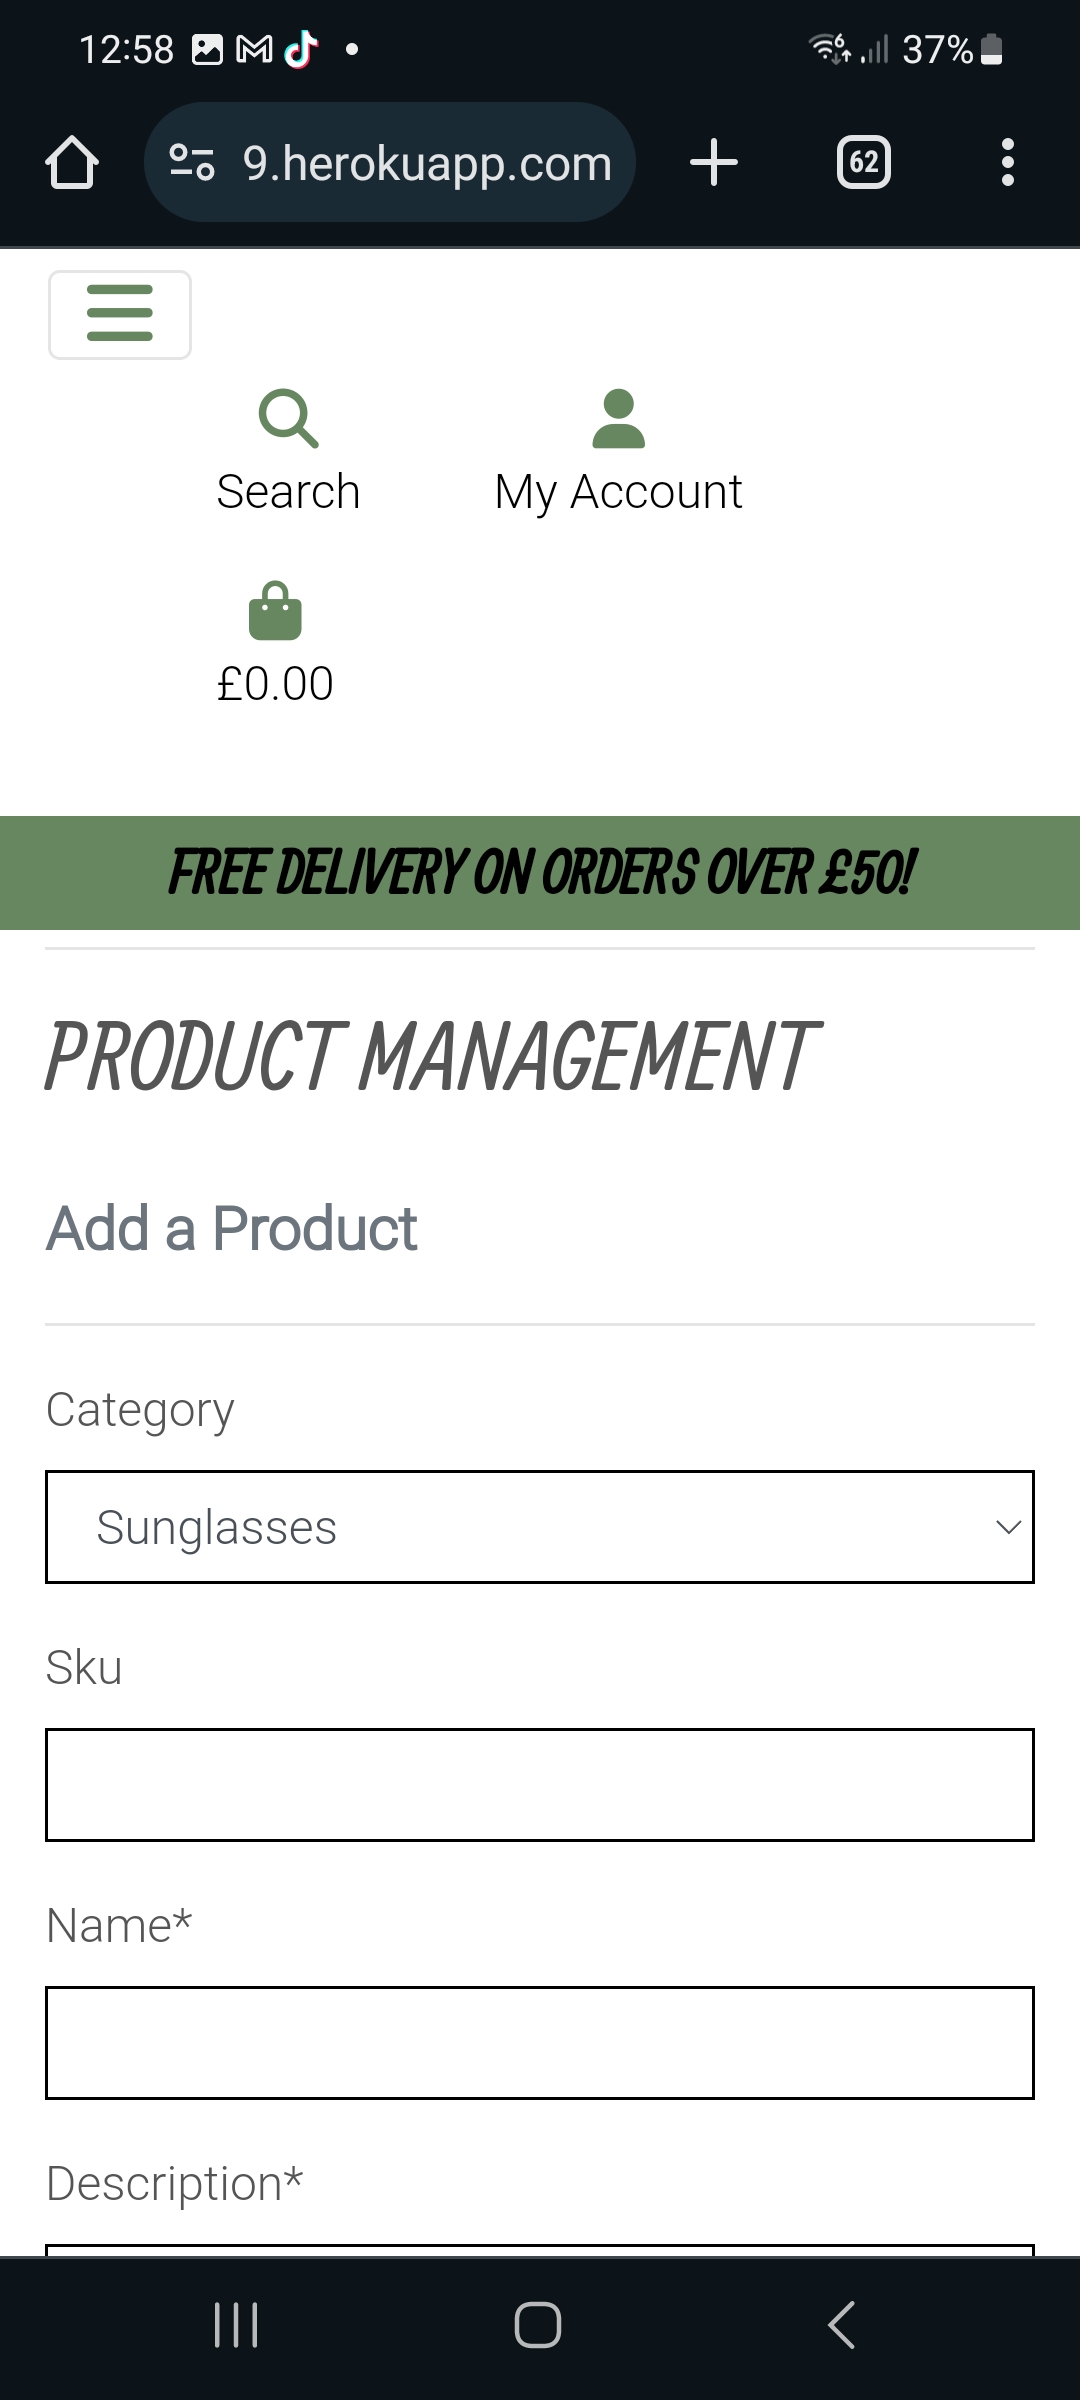 12:58
37%
9.herokuapp.com
62
Search
My Account
£0.00
FREE DELIVERY ON ORDERS OVER £50!
PRODUCT MANAGEMENT
Add a Product
Category
Sunglasses
Sku
Name*
Description*